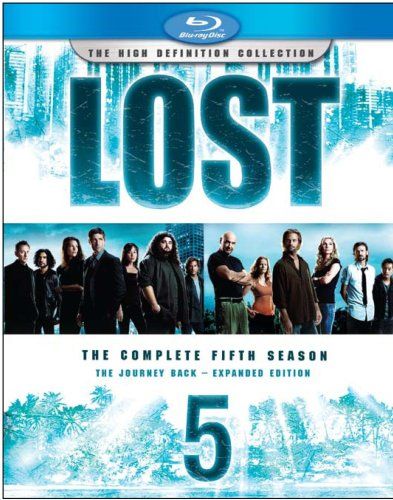 Blu-ray Disc
THE HIGH DEFINITION COLLECTION
LOST
THE COMPLETE FIFTH SEASON
THE JOURNEY BACK – EXPANDED EDITION
5